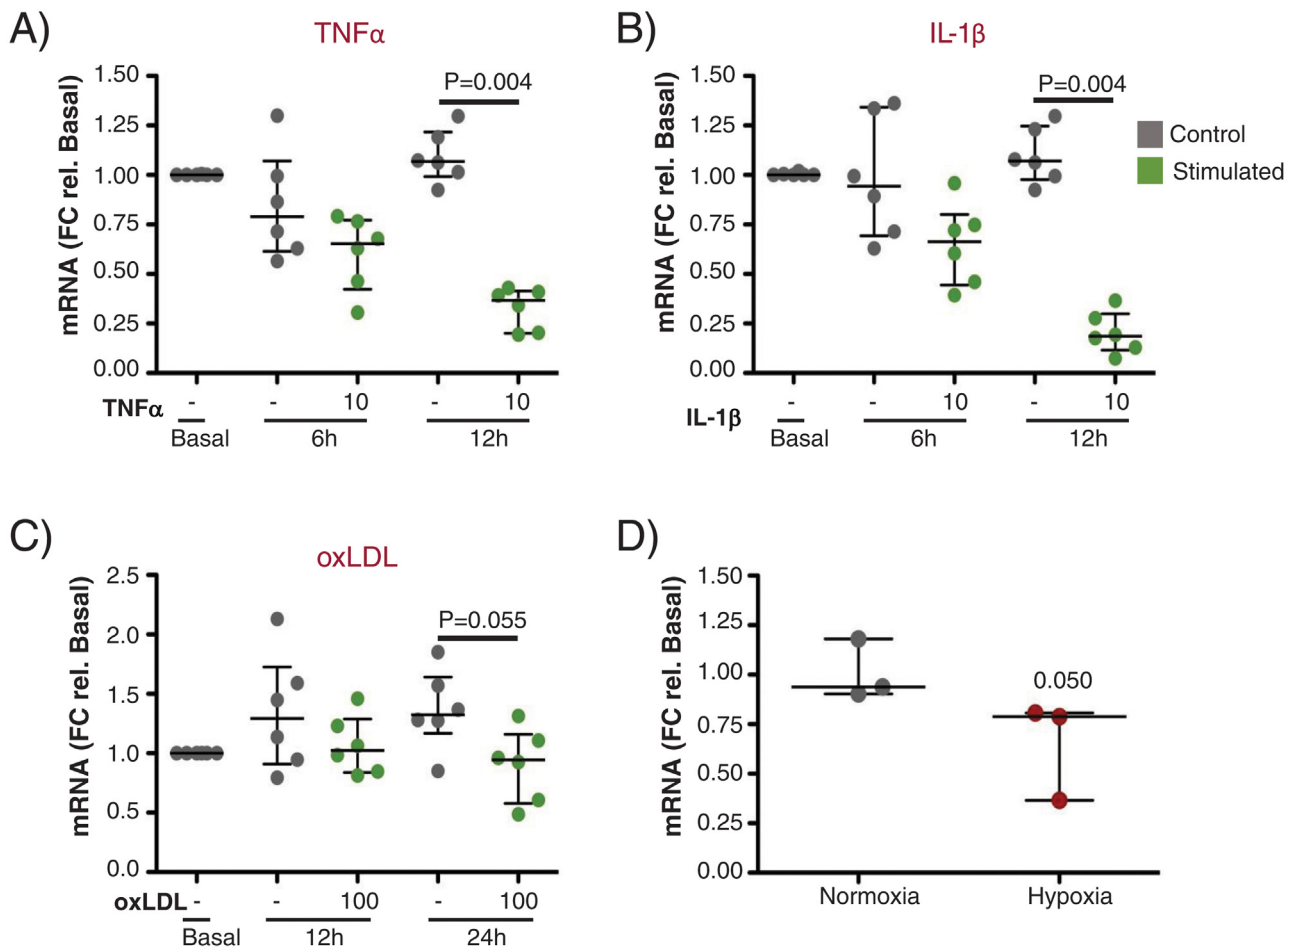 A)
TNFα
mRNA (FC rel. Basal)
1.50
1.25
1.00
0.75
0.50
0.25
0.00
P=0.004
TNFα
- - 10 - 10
Basal 6h 12h
B)
IL-1β
mRNA (FC rel. Basal)
1.50
1.25
1.00
0.75
0.50
0.25
0.00
P=0.004
Control
Stimulated
- - 10 - 10
IL-1β
Basal 6h 12h
C)
oxLDL
mRNA (FC rel. Basal)
2.5
2.0
1.5
1.0
0.5
0.0
P=0.055
oxLDL - - 100 - 100
Basal 12h 24h
D)
mRNA (FC rel. Basal)
1.50
1.25
1.00
0.75
0.50
0.25
0.00
0.050
Normoxia Hypoxia